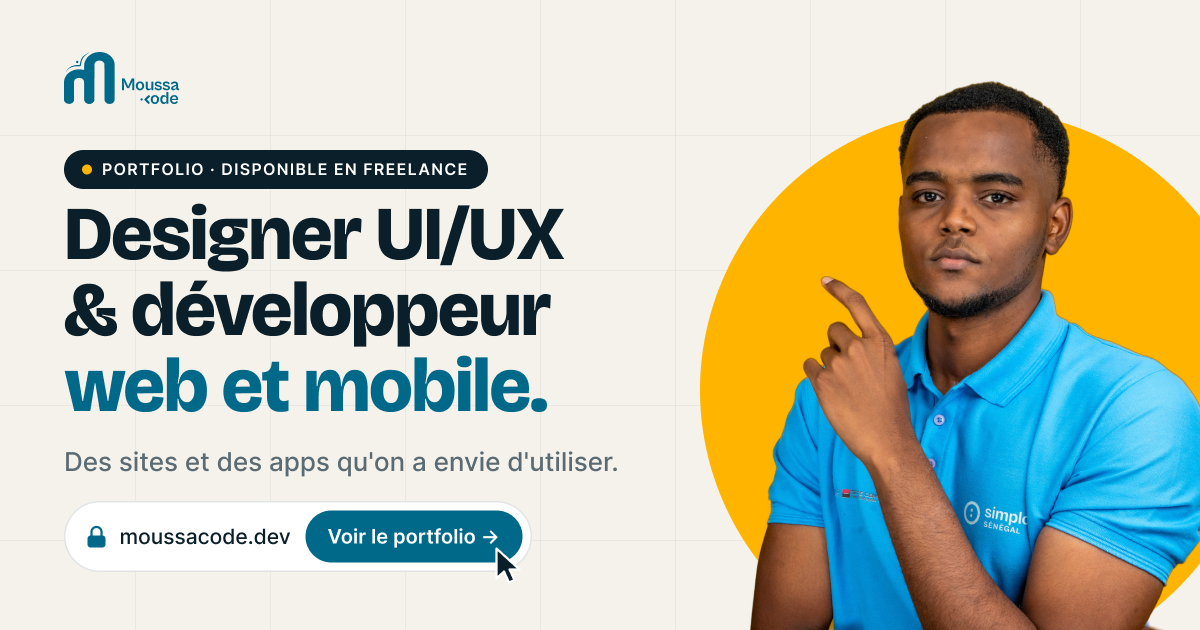 Moussa
code
PORTFOLIO · DISPONIBLE EN FREELANCE
Designer UI/UX
& développeur
web et mobile.
Des sites et des apps qu'on a envie d'utiliser.
moussacode.dev
Voir le portfolio →
simplo
SÉNÉGAL